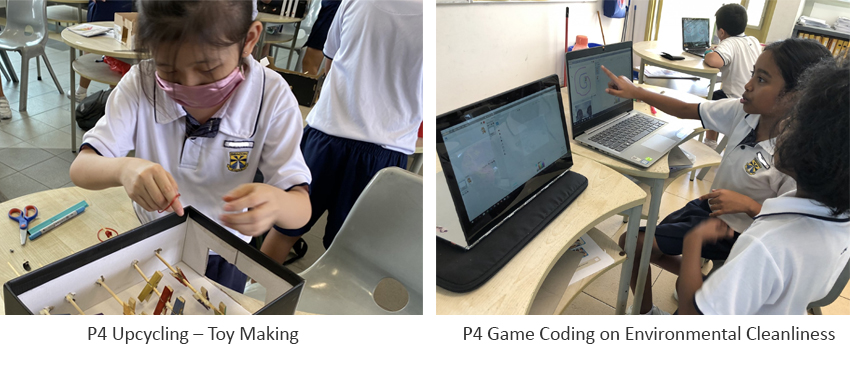 P4 Upcycling – Toy Making
P4 Game Coding on Environmental Cleanliness